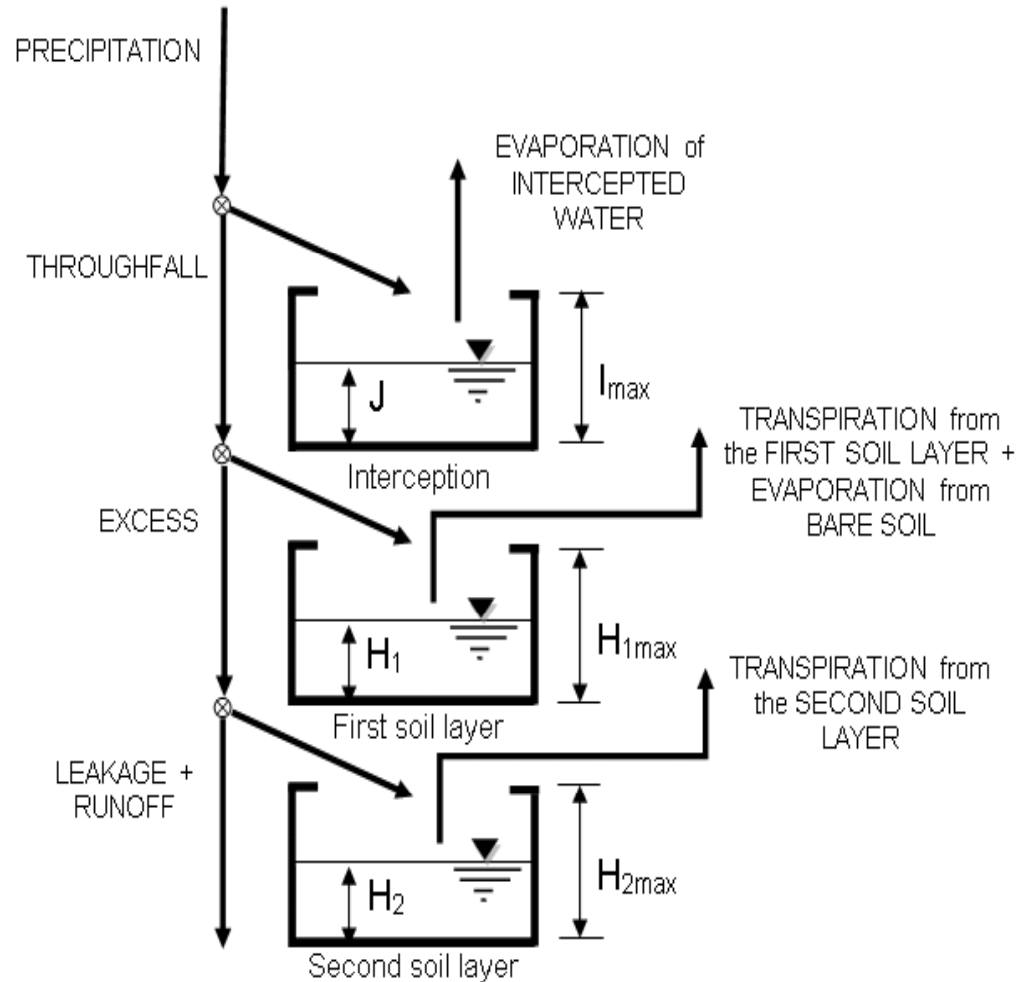 PRECIPITATION
EVAPORATION of
INTERCEPTED
WATER
THROUGHFALL
J
Imax
Interception
TRANSPIRATION from
the FIRST SOIL LAYER +
EVAPORATION from
BARE SOIL
EXCESS
H1
H1max
First soil layer
TRANSPIRATION from
the SECOND SOIL
LAYER
LEAKAGE +
RUNOFF
H2
H2max
Second soil layer